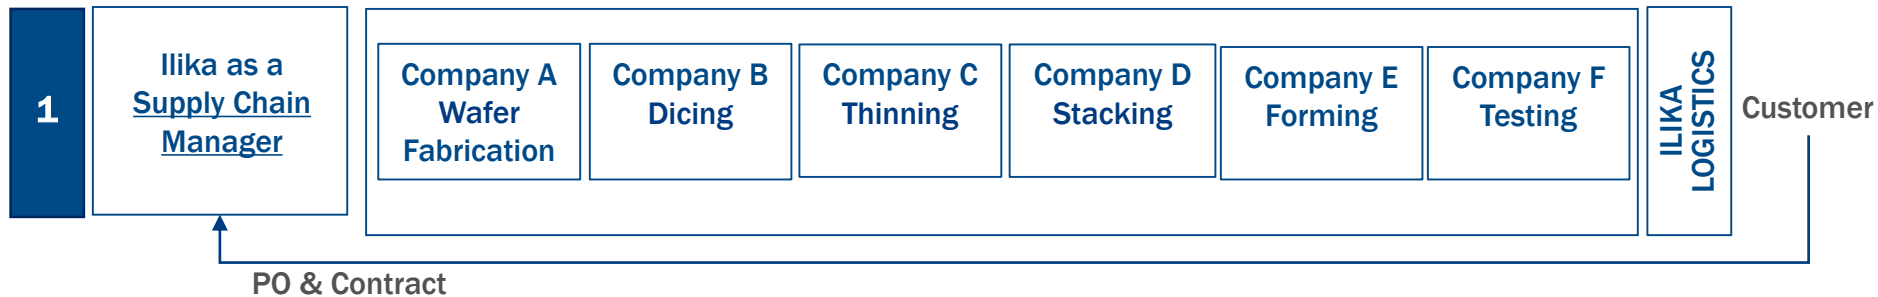 1
Ilika as a
Supply Chain
Manager
Company A
Wafer
Fabrication
Company B
Dicing
Company C
Thinning
Company D
Stacking
Company E
Forming
Company F
Testing
ILIKA
LOGISTICS
Customer
PO & Contract